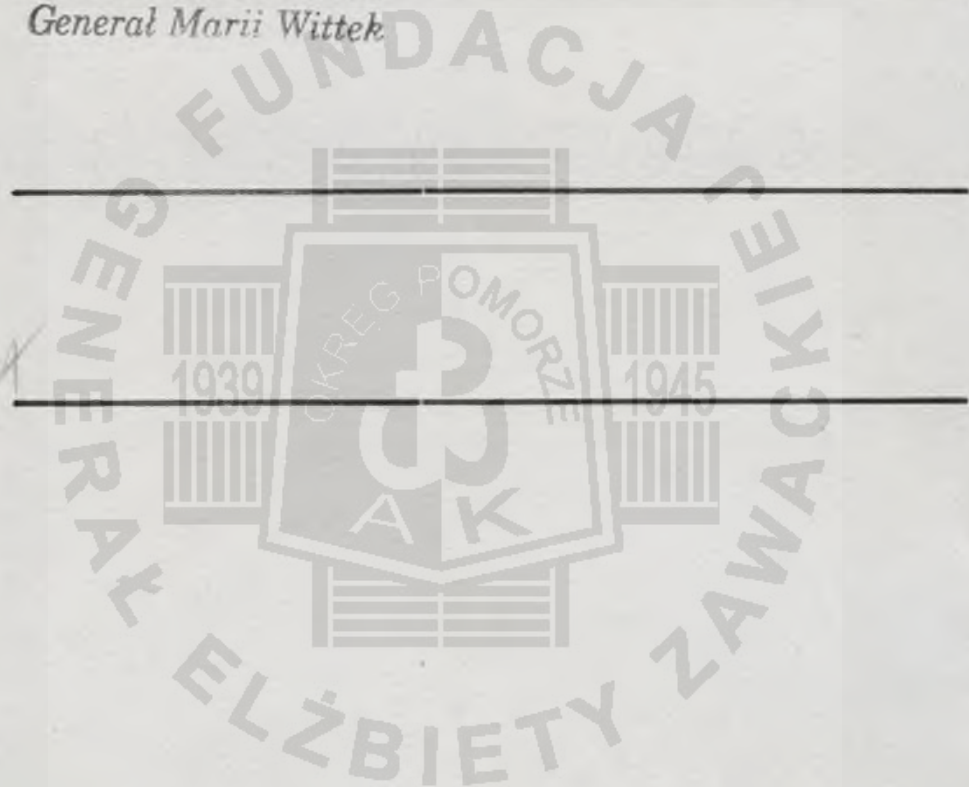 Generał Marii Wittek
FUNDACJA GENERAŁ ELŻBIETY ZAWACKIEJ
OKRĘG POMORZE
1939 1945
AK